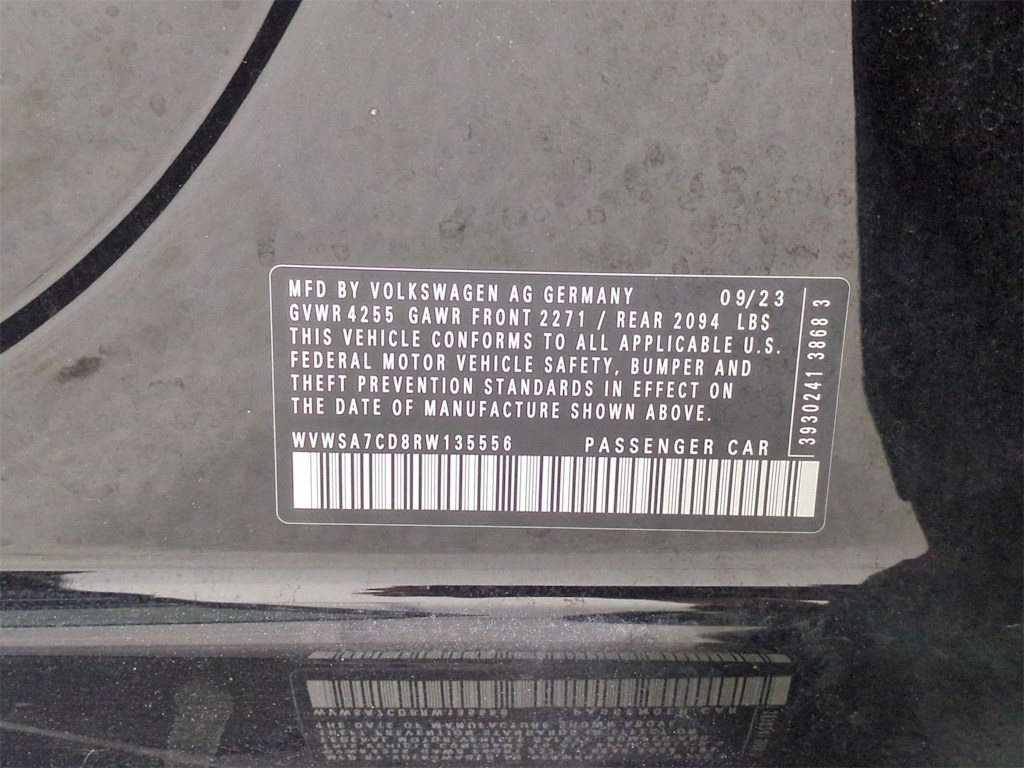 MFD BY VOLKSWAGEN AG GERMANY 09/23
GVWR 4255 GAWR FRONT 2271 / REAR 2094 LBS
THIS VEHICLE CONFORMS TO ALL APPLICABLE U.S.
FEDERAL MOTOR VEHICLE SAFETY, BUMPER AND
THEFT PREVENTION STANDARDS IN EFFECT ON
THE DATE OF MANUFACTURE SHOWN ABOVE.
WVWSA7CD8RW135556 PASSENGER CAR
3930241 3868 3